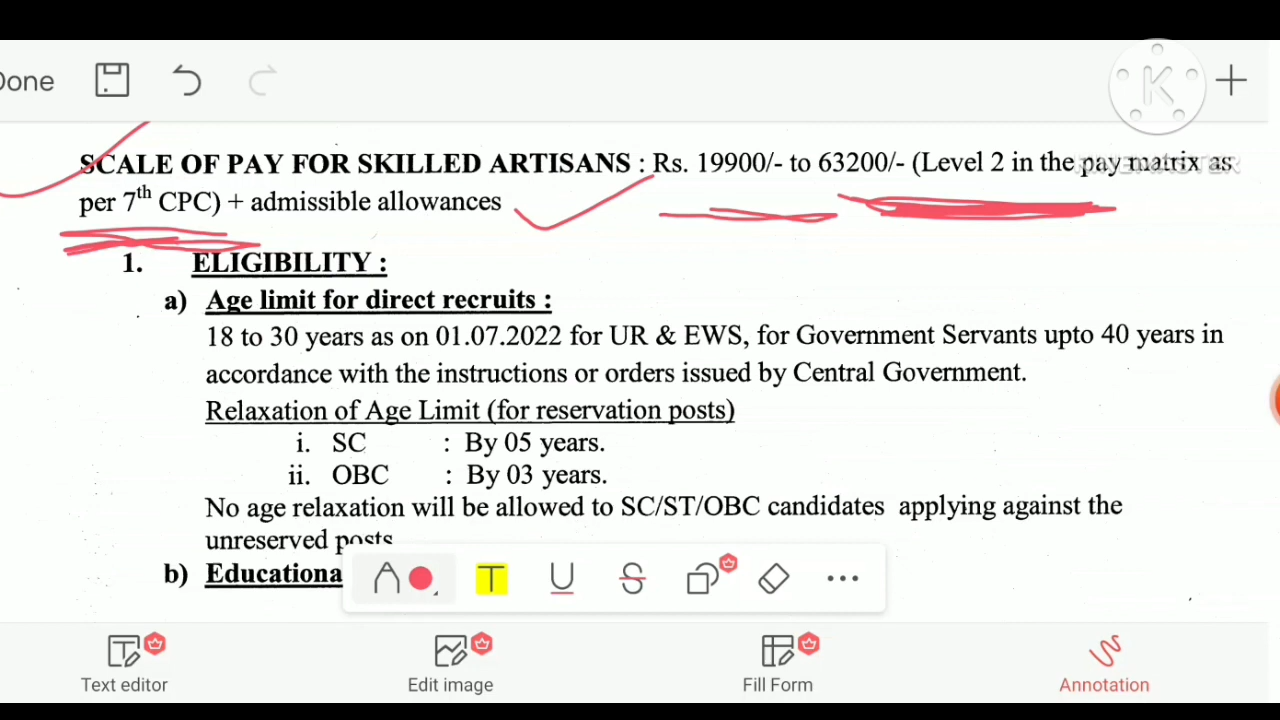 Done
K
KINEMASTER
SCALE OF PAY FOR SKILLED ARTISANS : Rs. 19900/- to 63200/- (Level 2 in the pay matrix as
per 7th CPC) + admissible allowances
1. ELIGIBILITY :
a) Age limit for direct recruits :
18 to 30 years as on 01.07.2022 for UR & EWS, for Government Servants upto 40 years in
accordance with the instructions or orders issued by Central Government.
Relaxation of Age Limit (for reservation posts)
i. SC : By 05 years.
ii. OBC : By 03 years.
No age relaxation will be allowed to SC/ST/OBC candidates applying against the
unreserved posts
b) Educationa
T U S
Text editor Edit image Fill Form Annotation